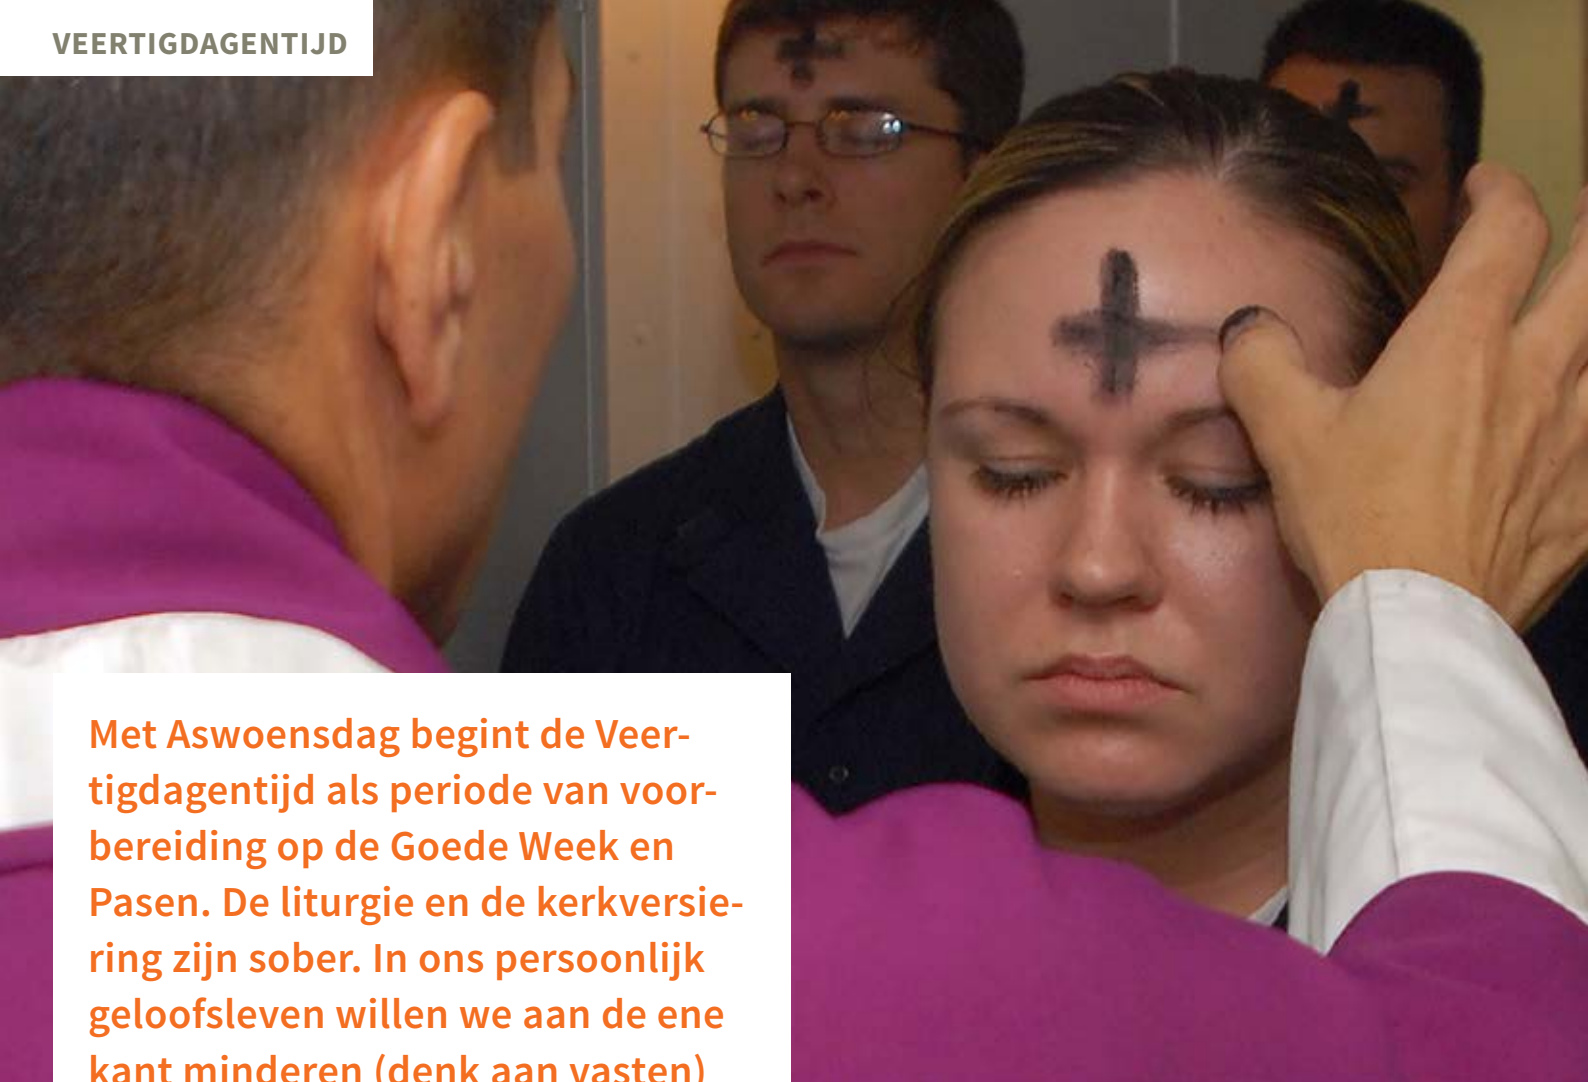 VEERTIGDAGENTIJD
Met Aswoensdag begint de Veer-
tigdagentijd als periode van voor-
bereiding op de Goede Week en
Pasen. De liturgie en de kerkversie-
ring zijn sober. In ons persoonlijk
geloofsleven willen we aan de ene
kant minderen (denk aan vasten)